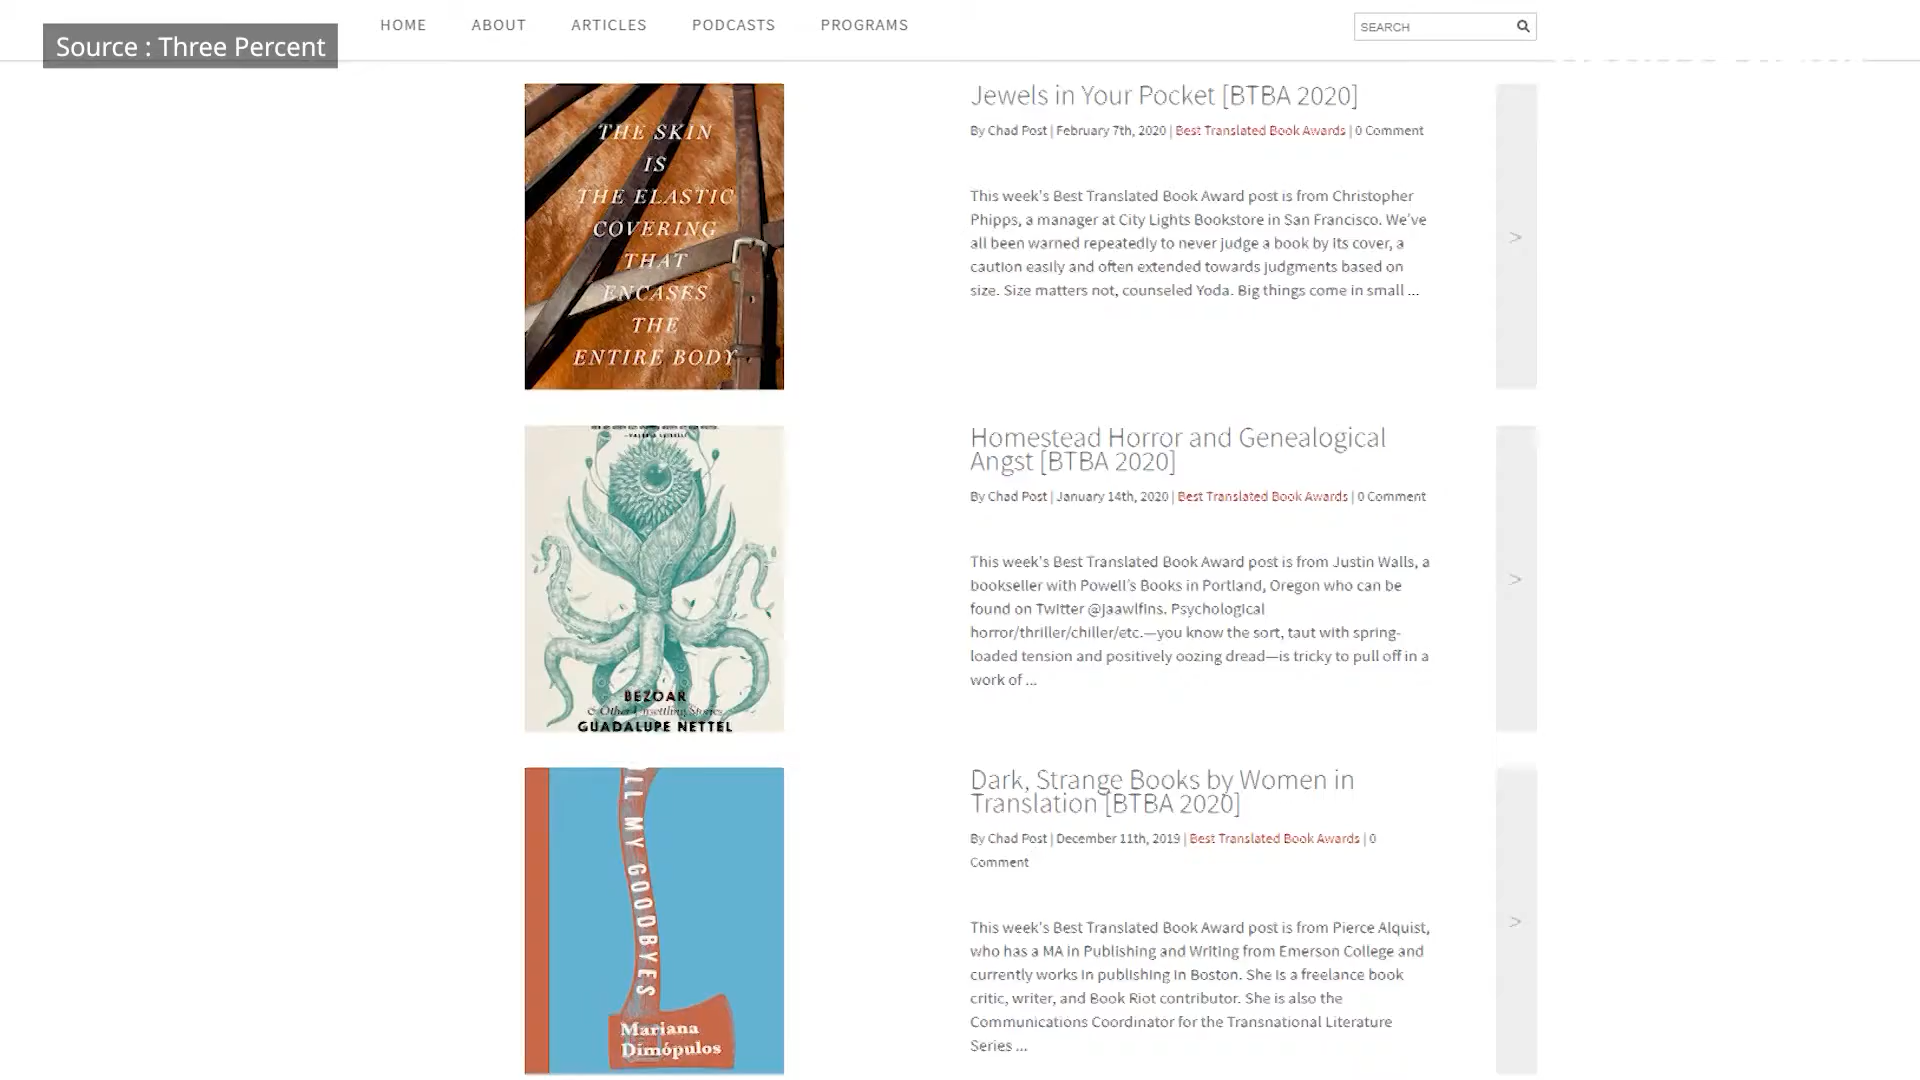 HOME ABOUT ARTICLES PODCASTS PROGRAMS
SEARCH
Source : Three Percent
THE SKIN
IS
THE ELASTIC
COVERING
THAT
ENCASES
THE
ENTIRE BODY
Jewels in Your Pocket [BTBA 2020]
By Chad Post | February 7th, 2020 | Best Translated Book Awards | 0 Comment
This week's Best Translated Book Award post is from Christopher
Phipps, a manager at City Lights Bookstore in San Francisco. We've
all been warned repeatedly to never judge a book by its cover, a
caution easily and often extended towards judgments based on
size. Size matters not, counseled Yoda. Big things come in small ...
>
BEZOAR
& Other Unsettling Stories
GUADALUPE NETTEL
Homestead Horror and Genealogical
Angst [BTBA 2020]
By Chad Post | January 14th, 2020 | Best Translated Book Awards | 0 Comment
This week's Best Translated Book Award post is from Justin Walls, a
bookseller with Powell's Books in Portland, Oregon who can be
found on Twitter @jaawlfins. Psychological
horror/thriller/chiller/etc.—you know the sort, taut with spring-
loaded tension and positively oozing dread—is tricky to pull off in a
work of ...
>
MY GOODBYES
Mariana
Dimópulos
Dark, Strange Books by Women in
Translation [BTBA 2020]
By Chad Post | December 11th, 2019 | Best Translated Book Awards | 0
Comment
This week's Best Translated Book Award post is from Pierce Alquist,
who has a MA in Publishing and Writing from Emerson College and
currently works in publishing in Boston. She is a freelance book
critic, writer, and Book Riot contributor. She is also the
Communications Coordinator for the Transnational Literature
Series ...
>